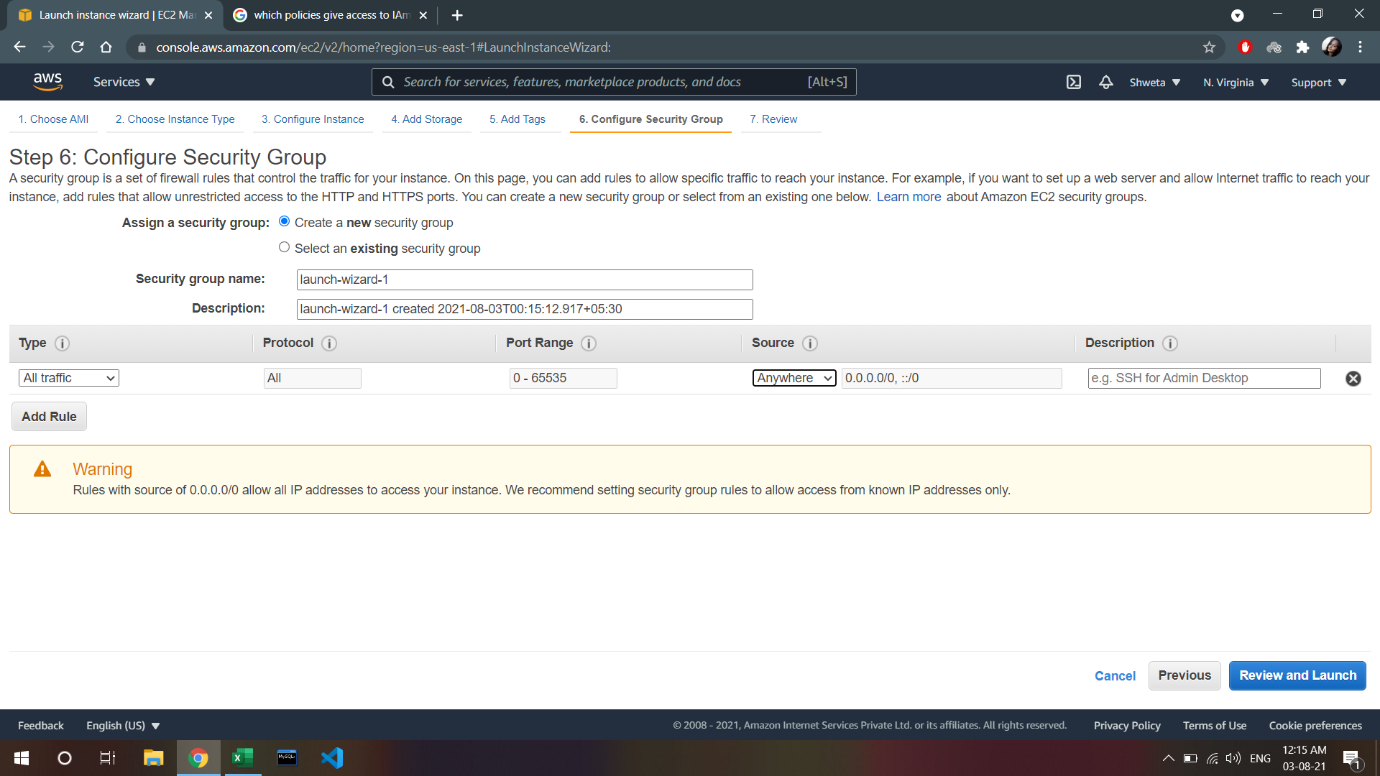 Launch instance wizard | EC2 Ma
which policies give access to IAm
console.aws.amazon.com/ec2/v2/home?region=us-east-1#LaunchInstanceWizard:
aws
Services
Search for services, features, marketplace products, and docs
[Alt+S]
Shweta
N. Virginia
Support
1. Choose AMI
2. Choose Instance Type
3. Configure Instance
4. Add Storage
5. Add Tags
6. Configure Security Group
7. Review
Step 6: Configure Security Group
A security group is a set of firewall rules that control the traffic for your instance. On this page, you can add rules to allow specific traffic to reach your instance. For example, if you want to set up a web server and allow Internet traffic to reach your
instance, add rules that allow unrestricted access to the HTTP and HTTPS ports. You can create a new security group or select from an existing one below. Learn more about Amazon EC2 security groups.
Assign a security group: Create a new security group
Select an existing security group
Security group name: launch-wizard-1
Description: launch-wizard-1 created 2021-08-03T00:15:12.917+05:30
Type Protocol Port Range Source Description
All traffic All 0 - 65535 Anywhere 0.0.0.0/0, ::/0 e.g. SSH for Admin Desktop
Add Rule
Warning
Rules with source of 0.0.0.0/0 allow all IP addresses to access your instance. We recommend setting security group rules to allow access from known IP addresses only.
Cancel
Previous
Review and Launch
Feedback
English (US)
© 2008 - 2021, Amazon Internet Services Private Ltd. or its affiliates. All rights reserved.
Privacy Policy
Terms of Use
Cookie preferences
MySQL
ENG
12:15 AM
03-08-21
1